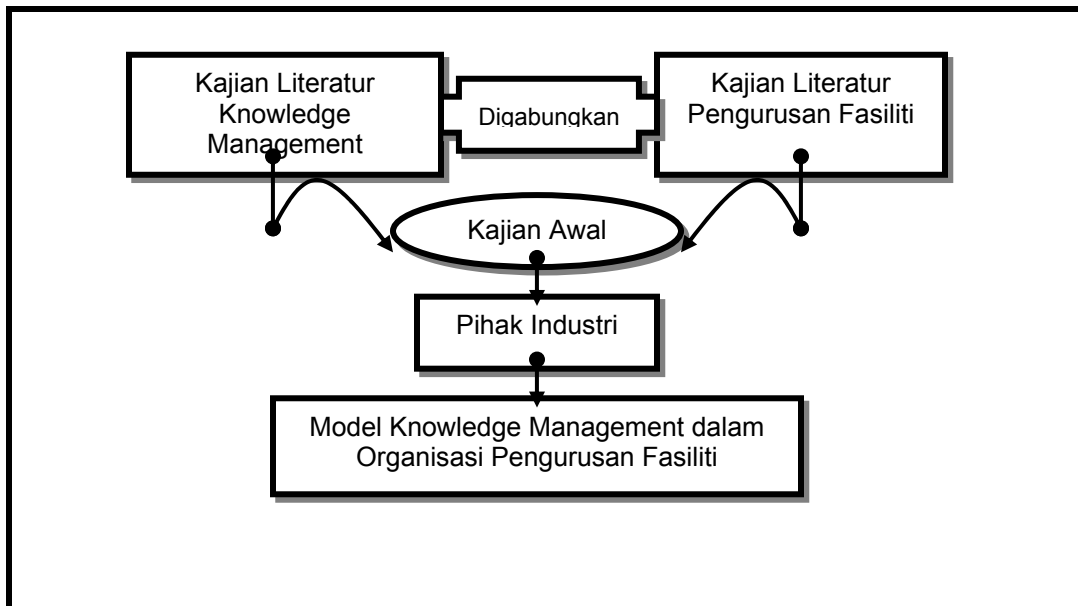 Kajian Literatur
Knowledge
Management
Digabungkan
Kajian Literatur
Pengurusan Fasiliti
Kajian Awal
Pihak Industri
Model Knowledge Management dalam
Organisasi Pengurusan Fasiliti